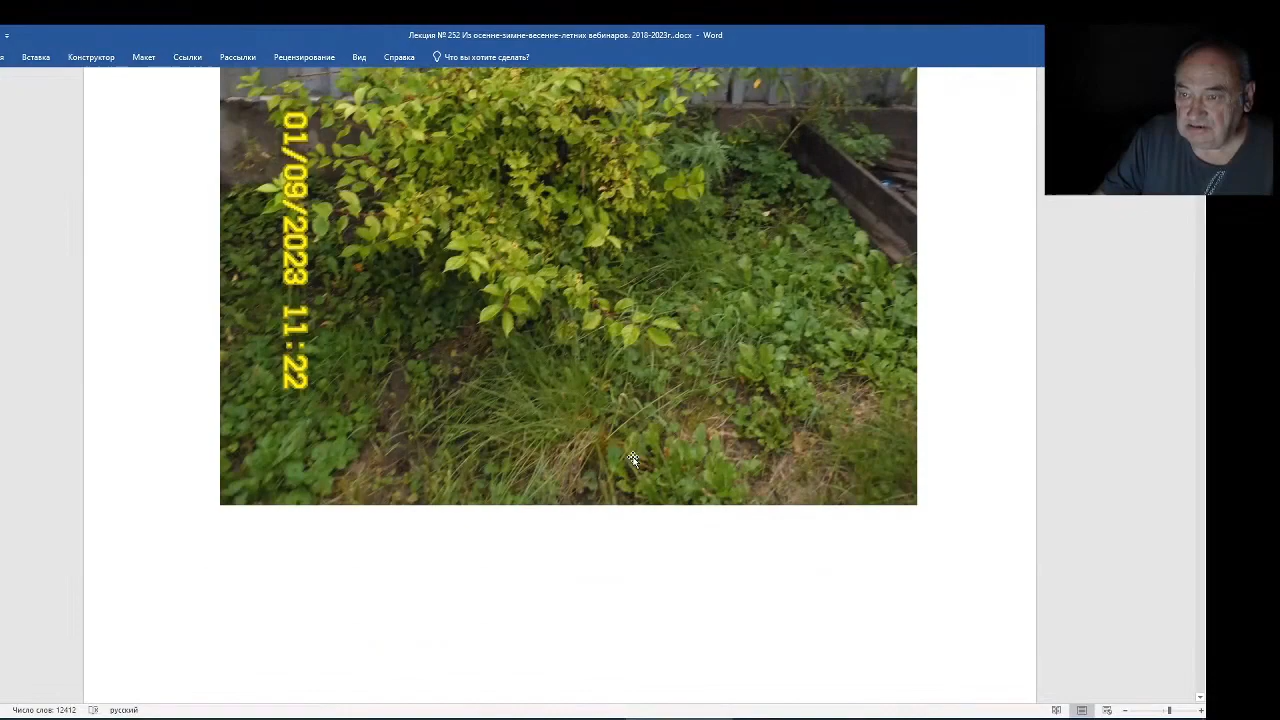 Лекция № 252 Из осенне-зимне-весенне-летних вебинаров. 2018-2023г..docx - Word
я Вставка Конструктор Макет Ссылки Рассылки Рецензирование Вид Справка Что вы хотите сделать?
01/09/2023 11:22
Число слов: 12412 русский